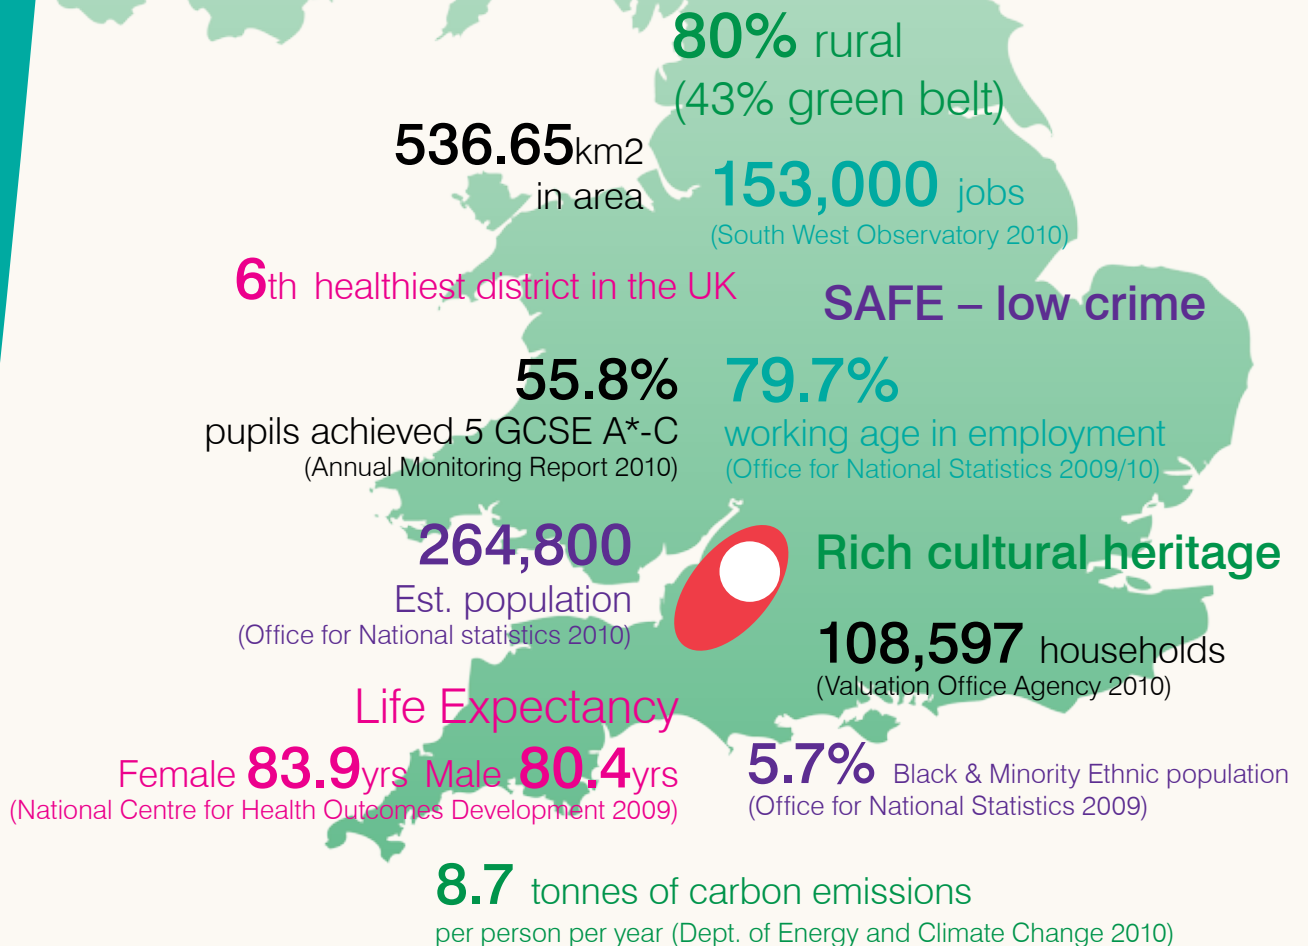 80% rural
(43% green belt)
536.65km2
in area
153,000 jobs
(South West Observatory 2010)
6th healthiest district in the UK
SAFE – low crime
55.8%
pupils achieved 5 GCSE A*-C
(Annual Monitoring Report 2010)
79.7%
working age in employment
(Office for National Statistics 2009/10)
264,800
Est. population
(Office for National statistics 2010)
Rich cultural heritage
108,597 households
(Valuation Office Agency 2010)
Life Expectancy
Female 83.9yrs Male 80.4yrs
(National Centre for Health Outcomes Development 2009)
5.7% Black & Minority Ethnic population
(Office for National Statistics 2009)
8.7 tonnes of carbon emissions
per person per year (Dept. of Energy and Climate Change 2010)